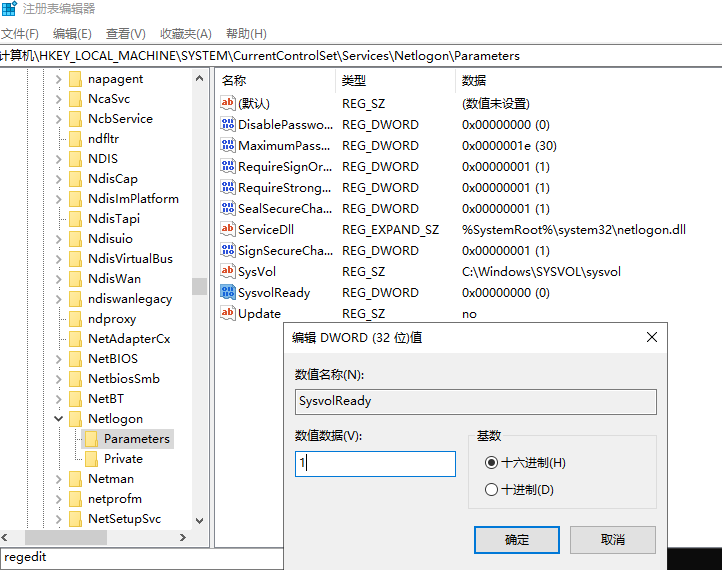 注册表编辑器
文件(F) 编辑(E) 查看(V) 收藏夹(A) 帮助(H)
计算机\HKEY_LOCAL_MACHINE\SYSTEM\CurrentControlSet\Services\Netlogon\Parameters
napagent
NcaSvc
NcbService
ndfltr
NDIS
NdisCap
NdisImPlatform
NdisTapi
Ndisuio
NdisVirtualBus
NdisWan
ndiswanlegacy
ndproxy
NetAdapterCx
NetBIOS
NetbiosSmb
NetBT
Netlogon
Parameters
Private
Netman
netprofm
NetSetupSvc
名称 类型 数据
ab (默认) REG_SZ (数值未设置)
DisablePasswo... REG_DWORD 0x00000000 (0)
MaximumPass... REG_DWORD 0x0000001e (30)
RequireSignOr... REG_DWORD 0x00000001 (1)
RequireStrong... REG_DWORD 0x00000001 (1)
SealSecureCha... REG_DWORD 0x00000001 (1)
ab ServiceDll REG_EXPAND_SZ %SystemRoot%\system32\netlogon.dll
SignSecureCha... REG_DWORD 0x00000001 (1)
ab SysVol REG_SZ C:\Windows\SYSVOL\sysvol
SysvolReady REG_DWORD 0x00000000 (0)
ab Update REG_SZ no
编辑 DWORD (32 位)值
数值名称(N):
SysvolReady
数值数据(V):
1
基数
十六进制(H)
十进制(D)
确定 取消
regedit